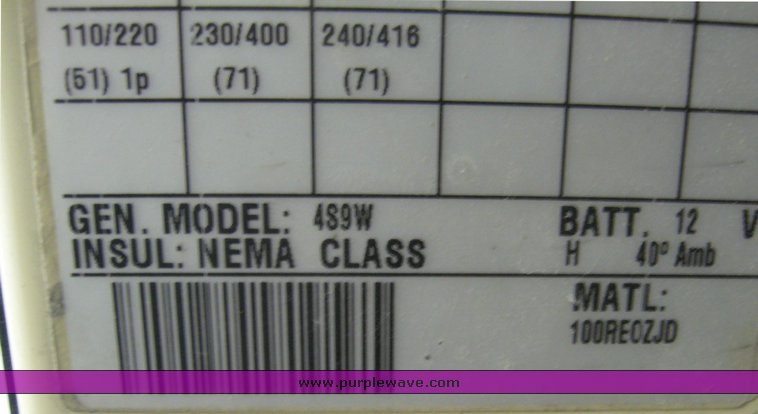 110/220 230/400 240/416
(51) 1p (71) (71)
GEN. MODEL: 4S9W BATT. 12 V
INSUL: NEMA CLASS H 40º Amb
MATL:
100REOZJD
www.purplewave.com